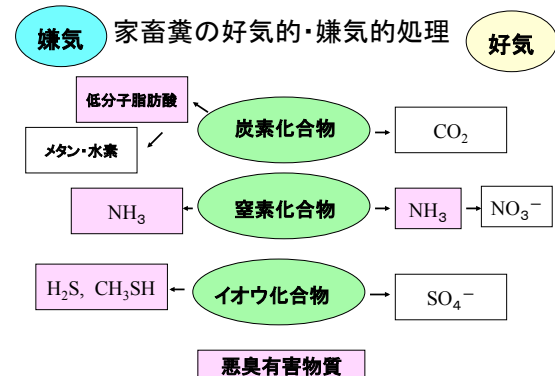 嫌気
家畜糞の好気的・嫌気的処理
好気
低分子脂肪酸
炭素化合物
CO₂
メタン・水素
NH₃
窒素化合物
NH₃
NO₃⁻
H₂S, CH₃SH
イオウ化合物
SO₄⁻
悪臭有害物質